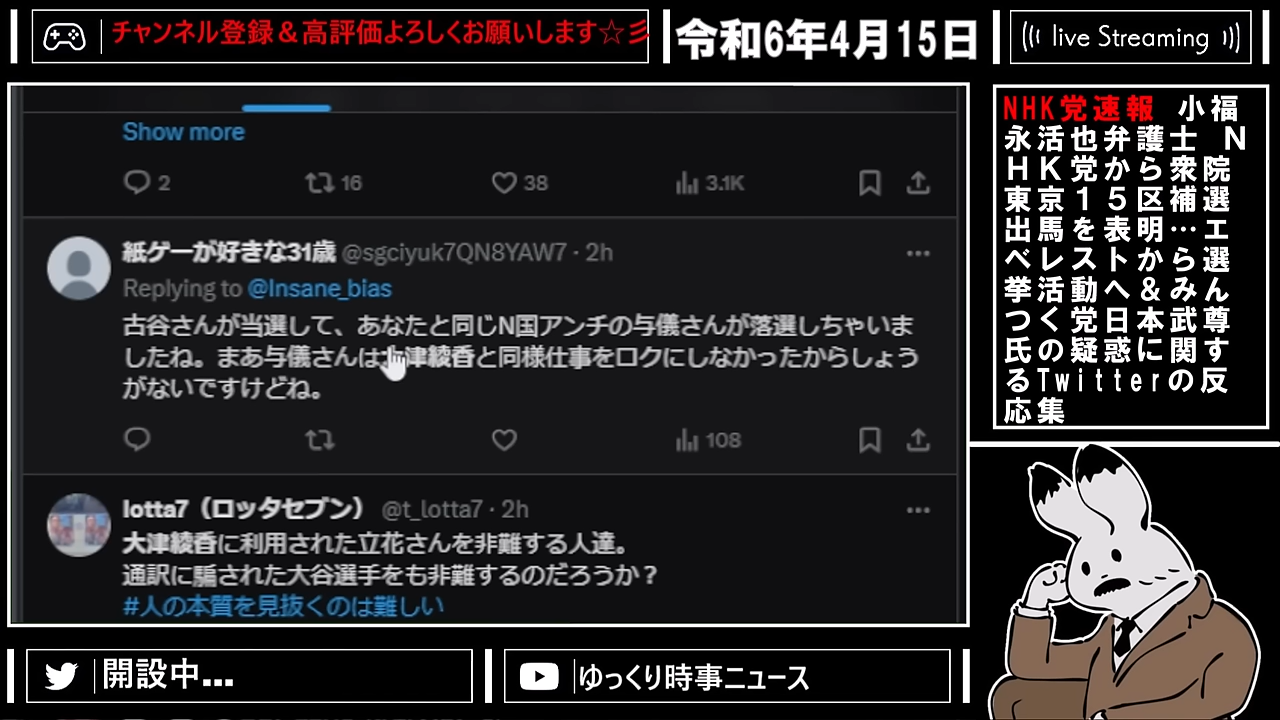 チャンネル登録＆高評価よろしくお願いします☆彡
令和6年4月15日
live Streaming
Show more
2 16 38 3.1K
紙ゲーが好きな31歳 @sgciyuk7QN8YAW7 · 2h
Replying to @Insane_bias
古谷さんが当選して、あなたと同じN国アンチの与儀さんが落選しちゃいま
したね。まあ与儀さんは大津綾香と同様仕事をロクにしなかったからしょう
がないですけどね。
108
lotta7（ロッタセブン） @t_lotta7 · 2h
大津綾香に利用された立花さんを非難する人達。
通訳に騙された大谷選手をも非難するのだろうか？
#人の本質を見抜くのは難しい
NHK党速報 小福
永活也弁護士 N
HK党から衆院
東京15区補選
出馬を表明…エ
ベレストから選
挙活動へ＆みん
つく党日本武尊
氏の疑惑に関す
るTwitterの反
応集
開設中...
ゆっくり時事ニュース